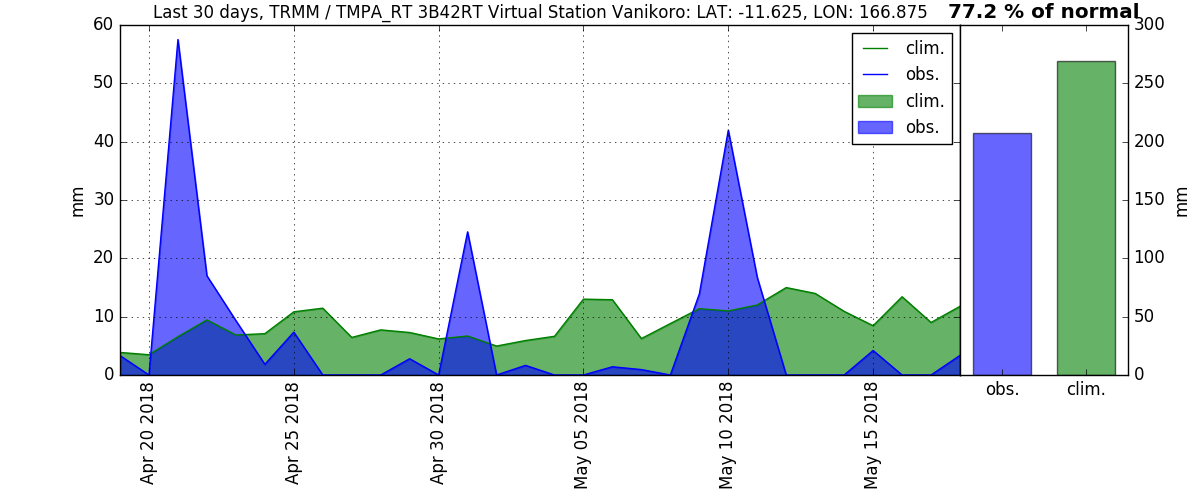 Last 30 days, TRMM / TMPA_RT 3B42RT Virtual Station Vanikoro: LAT: -11.625, LON: 166.875
77.2 % of normal
60
50
40
30
20
10
0
mm
clim.
obs.
clim.
obs.
Apr 20 2018
Apr 25 2018
Apr 30 2018
May 05 2018
May 10 2018
May 15 2018
300
250
200
150
100
50
0
mm
obs.
clim.